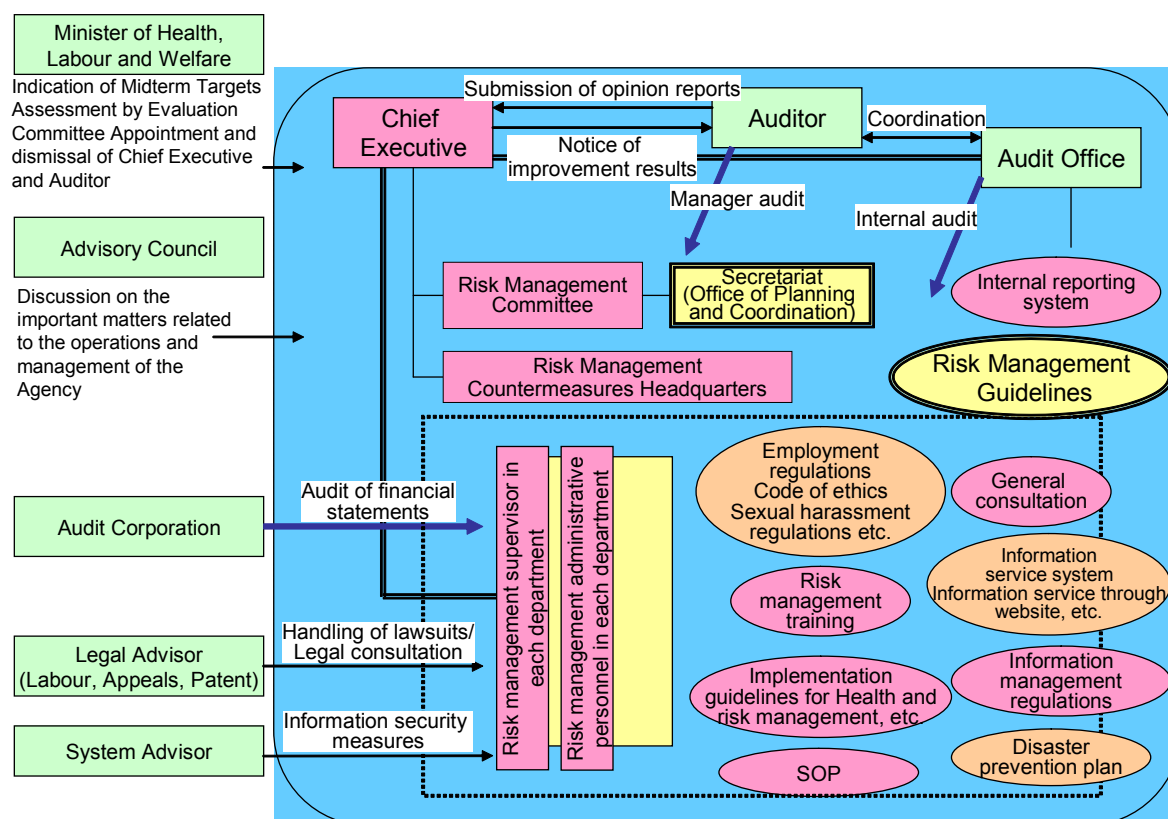 Minister of Health,
Labour and Welfare
Indication of Midterm Targets
Assessment by Evaluation
Committee Appointment and
dismissal of Chief Executive
and Auditor
Advisory Council
Discussion on the
important matters related
to the operations and
management of the
Agency
Audit Corporation
Legal Advisor
(Labour, Appeals, Patent)
System Advisor
Submission of opinion reports
Chief
Executive
Auditor
Coordination
Audit Office
Notice of
improvement results
Manager audit
Internal audit
Risk Management
Committee
Secretariat
(Office of Planning
and Coordination)
Internal reporting
system
Risk Management
Countermeasures Headquarters
Risk Management
Guidelines
Audit of financial
statements
Handling of lawsuits/
Legal consultation
Information security
measures
Risk management supervisor in
each department
Risk management administrative
personnel in each department
Employment
regulations
Code of ethics
Sexual harassment
regulations etc.
General
consultation
Risk
management
training
Information
service system
Information service through
website, etc.
Implementation
guidelines for Health and
risk management, etc.
Information
management
regulations
SOP
Disaster
prevention plan